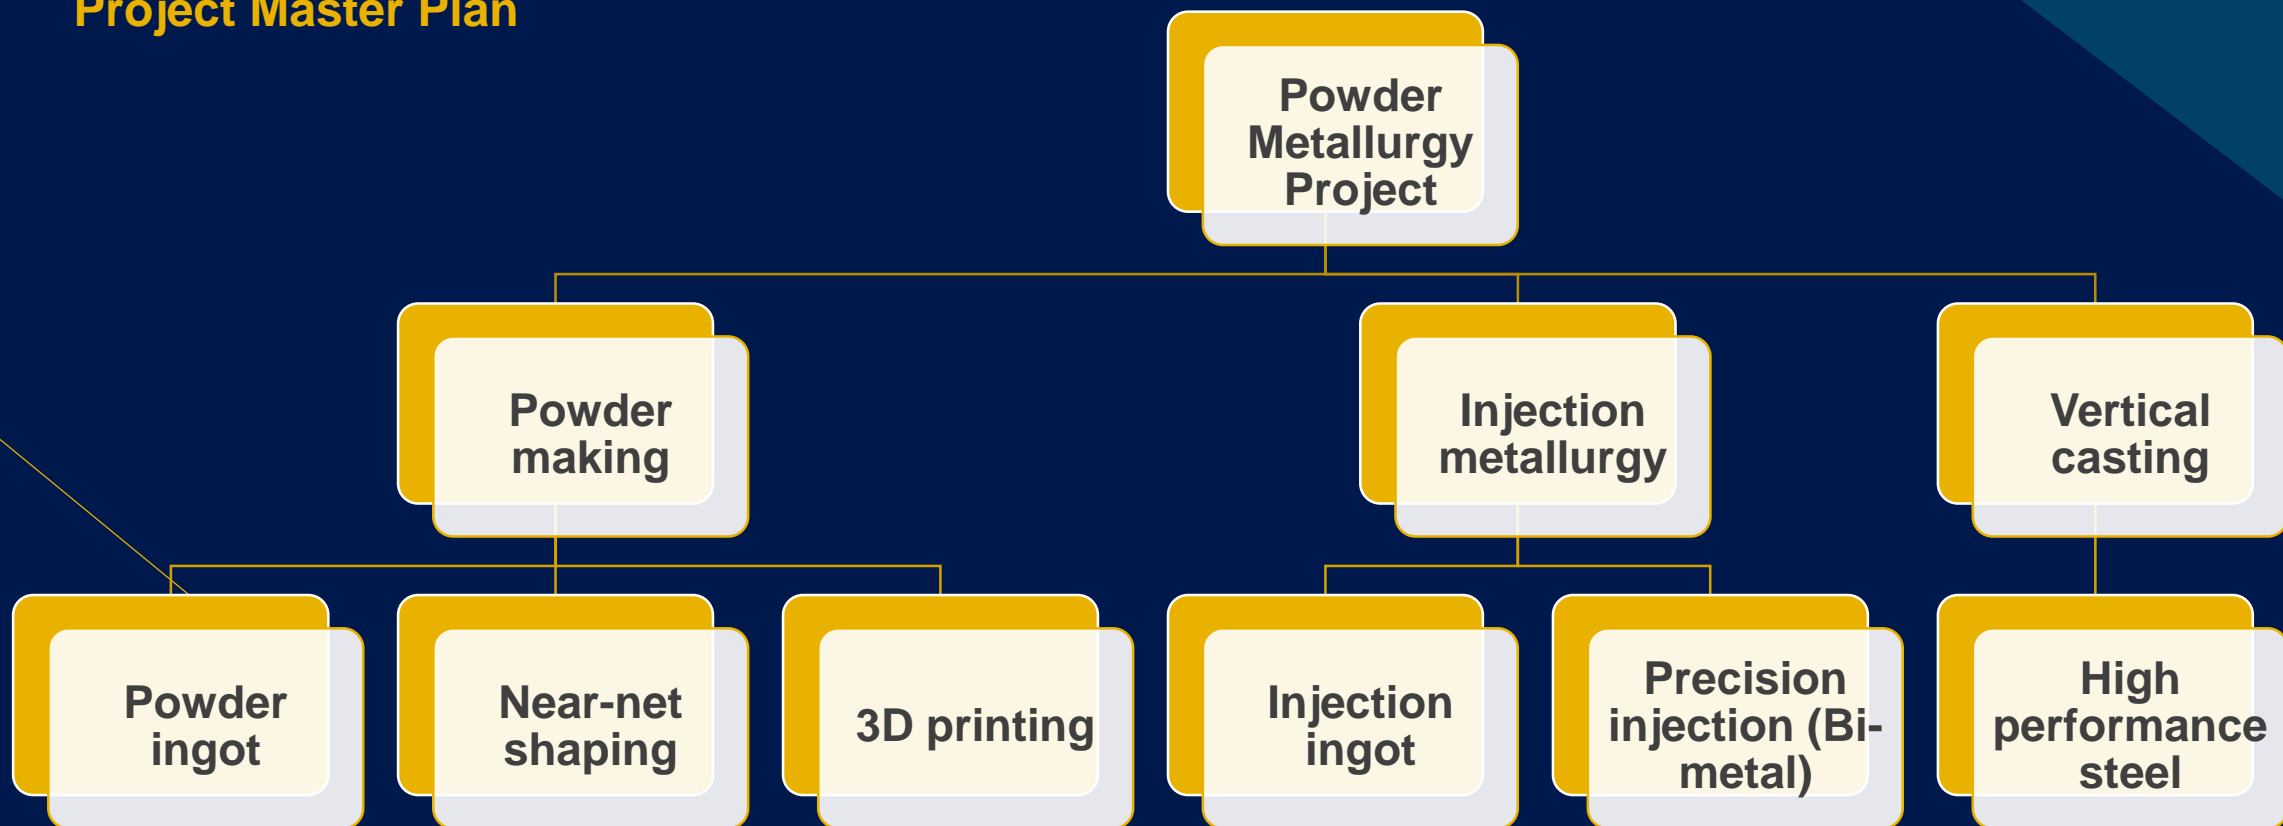 Project Master Plan
Powder
Metallurgy
Project
Powder
making
Injection
metallurgy
Vertical
casting
Powder
ingot
Near-net
shaping
3D printing
Injection
ingot
Precision
injection (Bi-
metal)
High
performance
steel